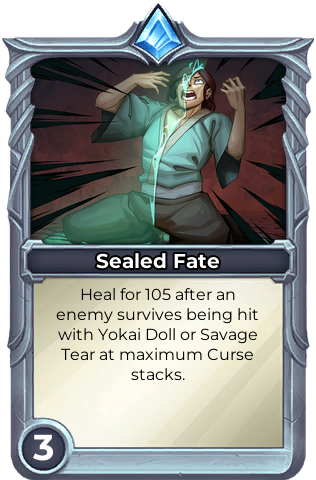 Sealed Fate
Heal for 105 after an
enemy survives being hit
with Yokai Doll or Savage
Tear at maximum Curse
stacks.
3